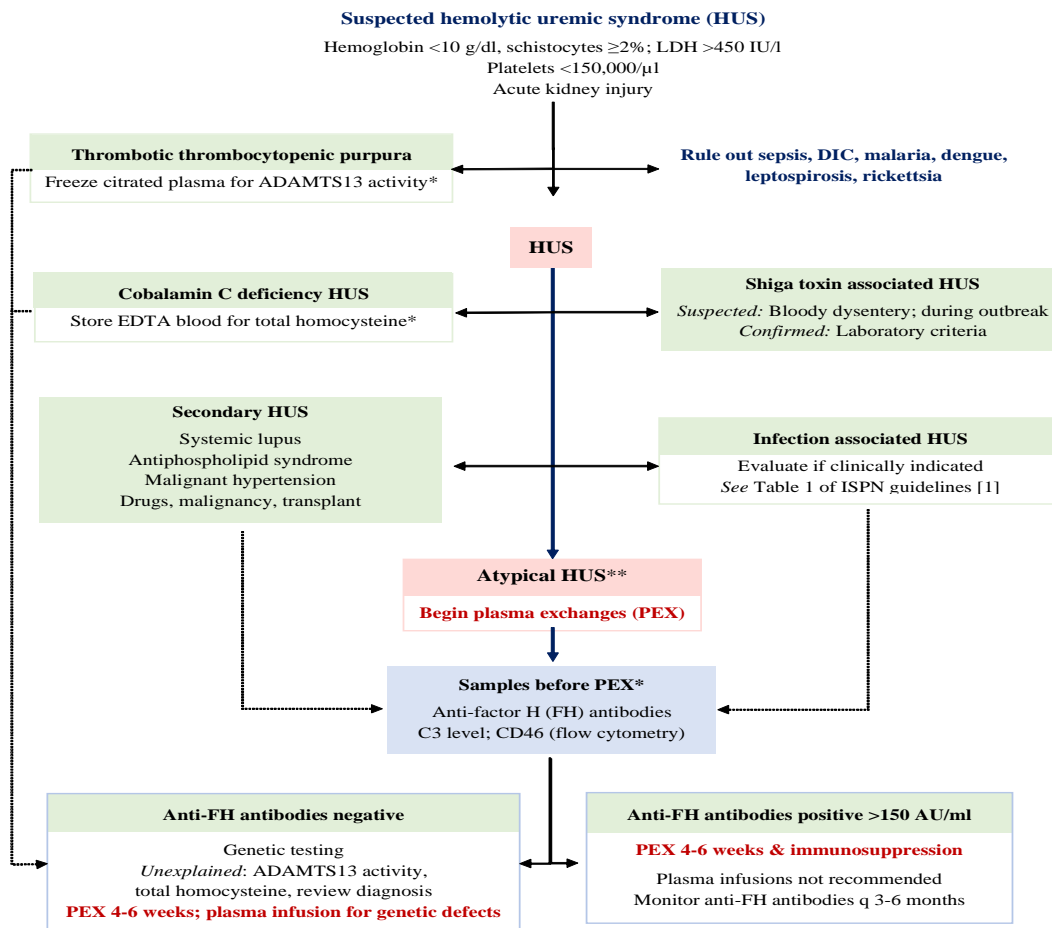 Suspected hemolytic uremic syndrome (HUS)
Hemoglobin <10 g/dl, schistocytes ≥2%; LDH >450 IU/l
Platelets <150,000/µl
Acute kidney injury
Thrombotic thrombocytopenic purpura
Freeze citrated plasma for ADAMTS13 activity*
Rule out sepsis, DIC, malaria, dengue,
leptospirosis, rickettsia
HUS
Cobalamin C deficiency HUS
Store EDTA blood for total homocysteine*
Shiga toxin associated HUS
Suspected: Bloody dysentery; during outbreak
Confirmed: Laboratory criteria
Secondary HUS
Systemic lupus
Antiphospholipid syndrome
Malignant hypertension
Drugs, malignancy, transplant
Infection associated HUS
Evaluate if clinically indicated
See Table 1 of ISPN guidelines [1]
Atypical HUS**
Begin plasma exchanges (PEX)
Samples before PEX*
Anti-factor H (FH) antibodies
C3 level; CD46 (flow cytometry)
Anti-FH antibodies negative
Genetic testing
Unexplained: ADAMTS13 activity,
total homocysteine, review diagnosis
PEX 4-6 weeks; plasma infusion for genetic defects
Anti-FH antibodies positive >150 AU/ml
PEX 4-6 weeks & immunosuppression
Plasma infusions not recommended
Monitor anti-FH antibodies q 3-6 months